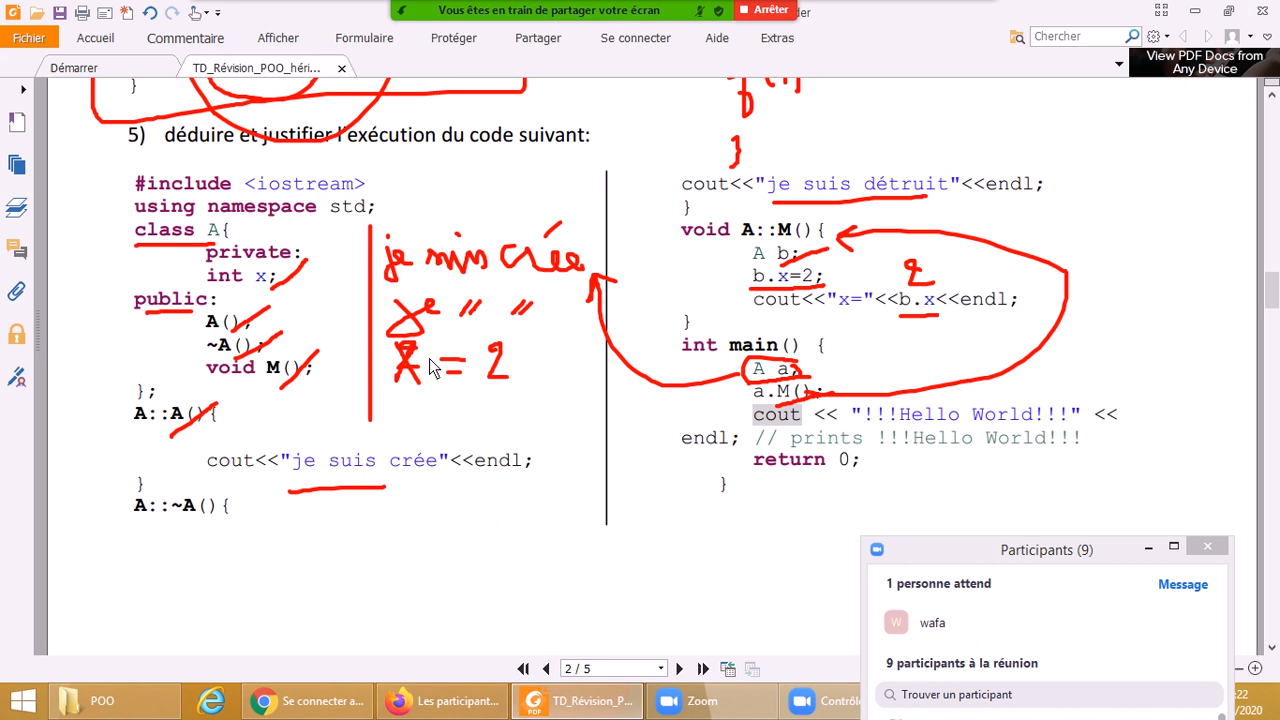 Vous êtes en train de partager votre écran
Arrêter
der
Fichier
Accueil
Commentaire
Afficher
Formulaire
Protéger
Partager
Se connecter
Aide
Extras
Chercher
Démarrer
TD_Révision_POO_héri...
View PDF Docs from
Any Device
}
}
5) déduire et justifier l'exécution du code suivant:
#include <iostream>
using namespace std;
class A{
private:
int x;
public:
A();
~A();
void M();
};
A::A(){
cout<<"je suis crée"<<endl;
}
A::~A(){
je suis crée
je " "
x = 2
cout<<"je suis détruit"<<endl;
}
void A::M(){
A b;
b.x=2;
2
cout<<"x="<<b.x<<endl;
}
int main() {
A a;
a.M();
cout << "!!!Hello World!!!" <<
endl; // prints !!!Hello World!!!
return 0;
}
Participants (9)
1 personne attend
Message
W
wafa
9 participants à la réunion
Trouver un participant
2 / 5
POO
Se connecter a...
Les participant...
TD_Révision_P...
Zoom
Contrôl
:22
/2020